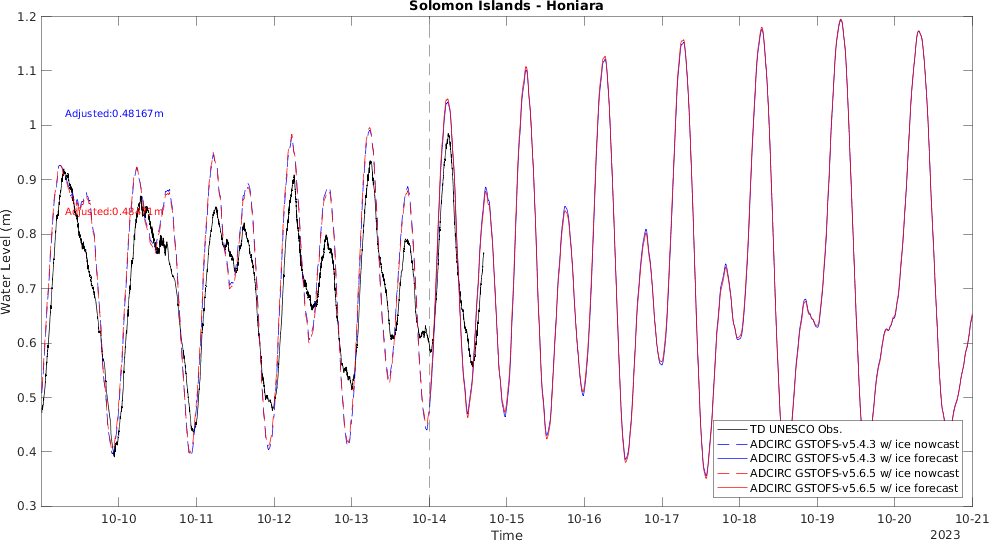 Solomon Islands - Honiara
1.2
1.1
1
0.9
0.8
0.7
0.6
0.5
0.4
0.3
Water Level (m)
Adjusted:0.48167m
TD UNESCO Obs.
ADCIRC GSTOFS-v5.4.3 w/ ice nowcast
ADCIRC GSTOFS-v5.4.3 w/ ice forecast
ADCIRC GSTOFS-v5.6.5 w/ ice nowcast
ADCIRC GSTOFS-v5.6.5 w/ ice forecast
10-10 10-11 10-12 10-13 10-14 10-15 10-16 10-17 10-18 10-19 10-20 10-21
Time
2023